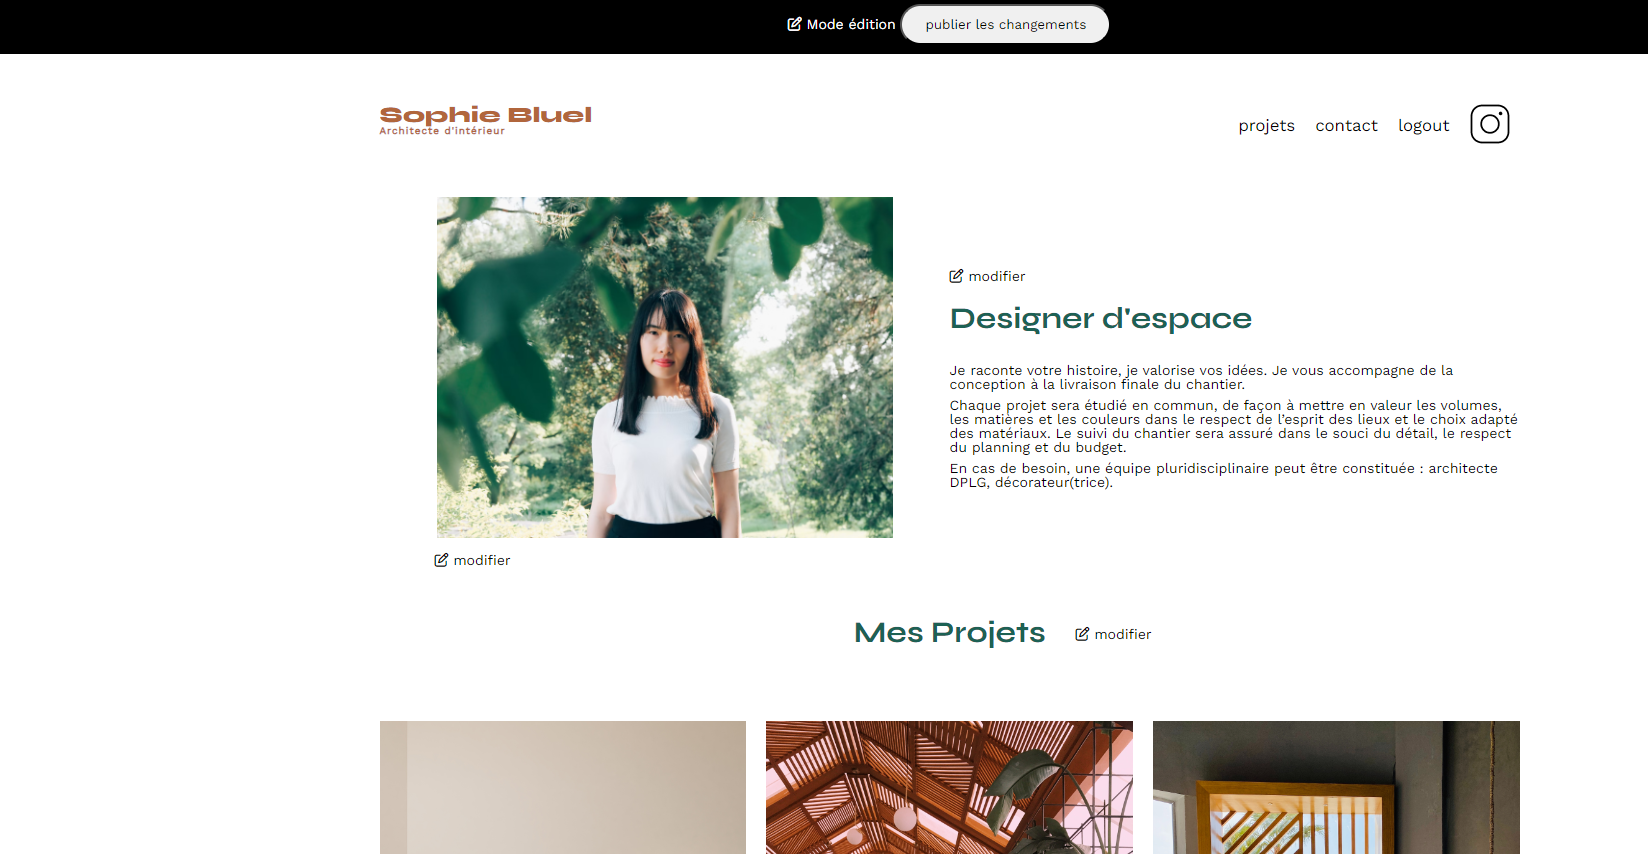 Mode édition publier les changements
Sophie Bluel
Architecte d'intérieur
projets contact logout
modifier
Designer d'espace
Je raconte votre histoire, je valorise vos idées. Je vous accompagne de la
conception à la livraison finale du chantier.
Chaque projet sera étudié en commun, de façon à mettre en valeur les volumes,
les matières et les couleurs dans le respect de l’esprit des lieux et le choix adapté
des matériaux. Le suivi du chantier sera assuré dans le souci du détail, le respect
du planning et du budget.
En cas de besoin, une équipe pluridisciplinaire peut être constituée : architecte
DPLG, décorateur(trice).
modifier
Mes Projets modifier